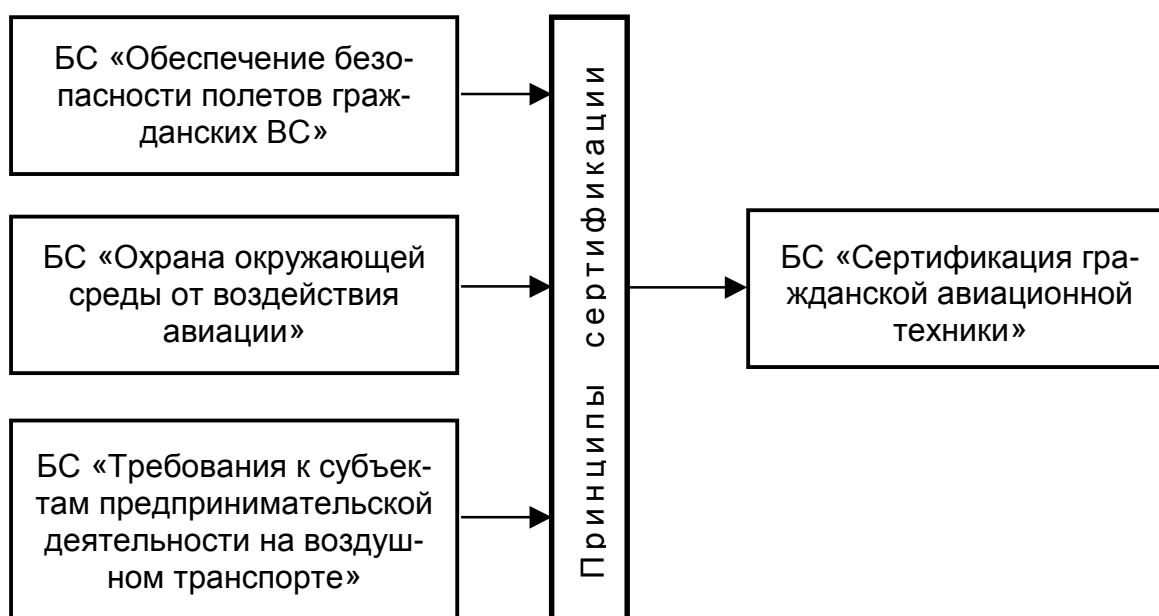 БС «Обеспечение безо-
пасности полетов граж-
данских ВС»
БС «Охрана окружающей
среды от воздействия
авиации»
БС «Требования к субъек-
там предпринимательской
деятельности на воздуш-
ном транспорте»
Принципы сертификации
БС «Сертификация гра-
жданской авиационной
техники»